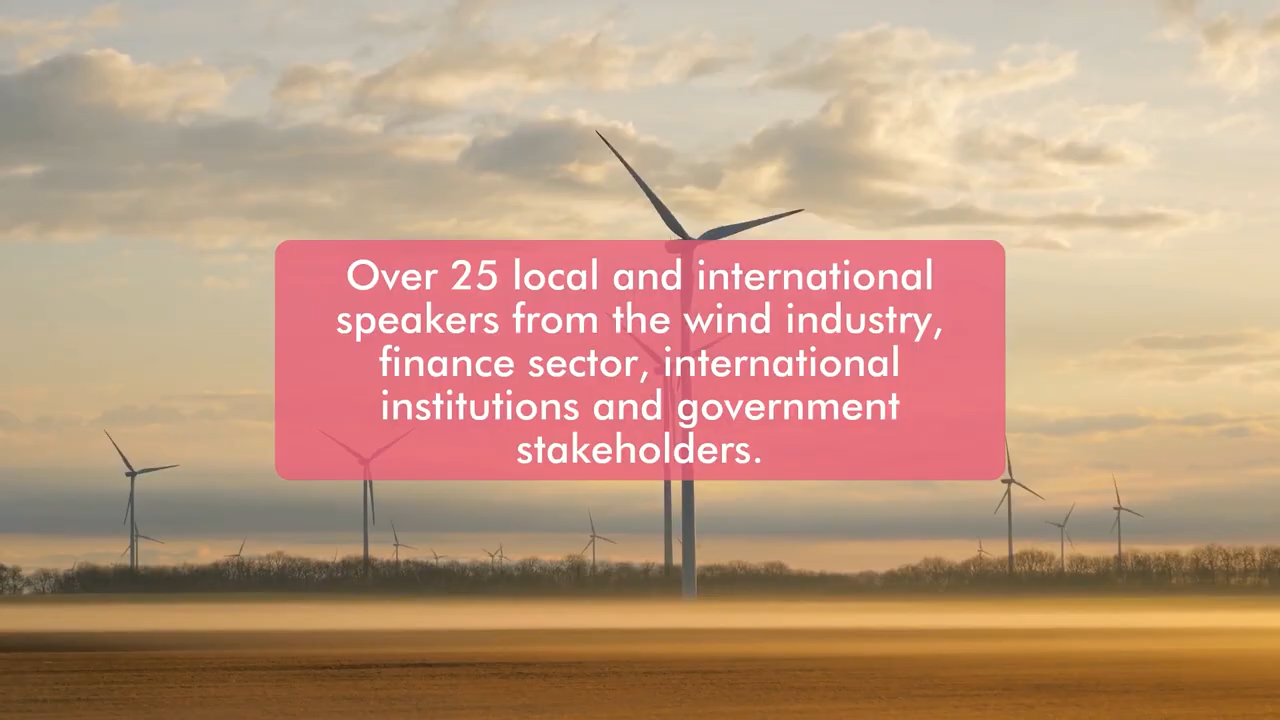 Over 25 local and international
speakers from the wind industry,
finance sector, international
institutions and government
stakeholders.